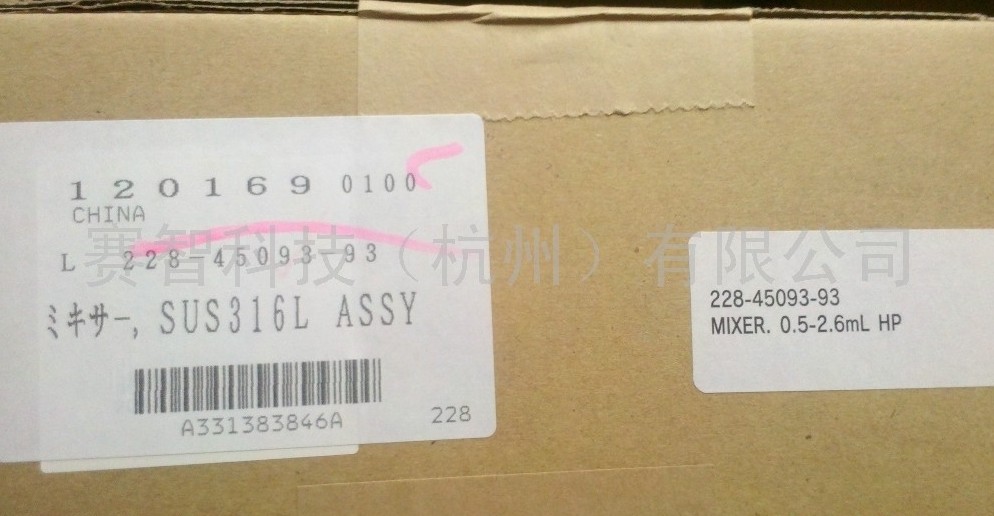 120169 0100
CHINA
L 228-45093-93
ミキサー, SUS316L ASSY
A331383846A
228
228-45093-93
MIXER. 0.5-2.6mL HP
赛智科技（杭州）有限公司